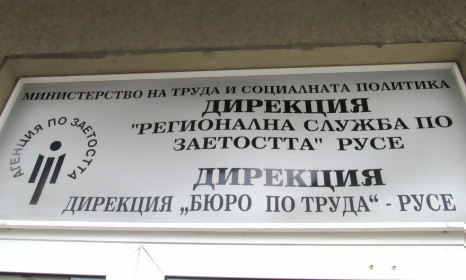 МИНИСТЕРСТВО НА ТРУДА И СОЦИАЛНАТА ПОЛИТИКА
ДИРЕКЦИЯ
"РЕГИОНАЛНА СЛУЖБА ПО
ЗАЕТОСТТА" РУСЕ
АГЕНЦИЯ ПО ЗАЕТОСТТА
ДИРЕКЦИЯ
ДИРЕКЦИЯ „БЮРО ПО ТРУДА“ - РУСЕ